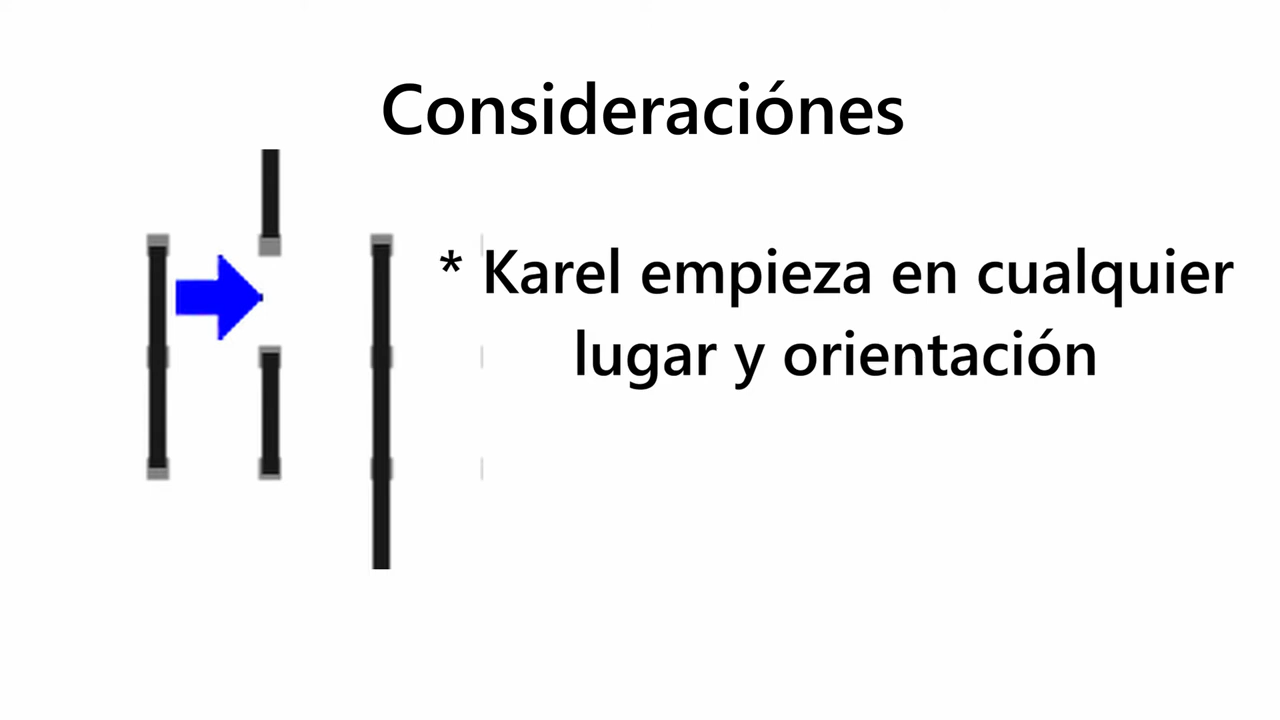 Consideraciónes
* Karel empieza en cualquier
lugar y orientación